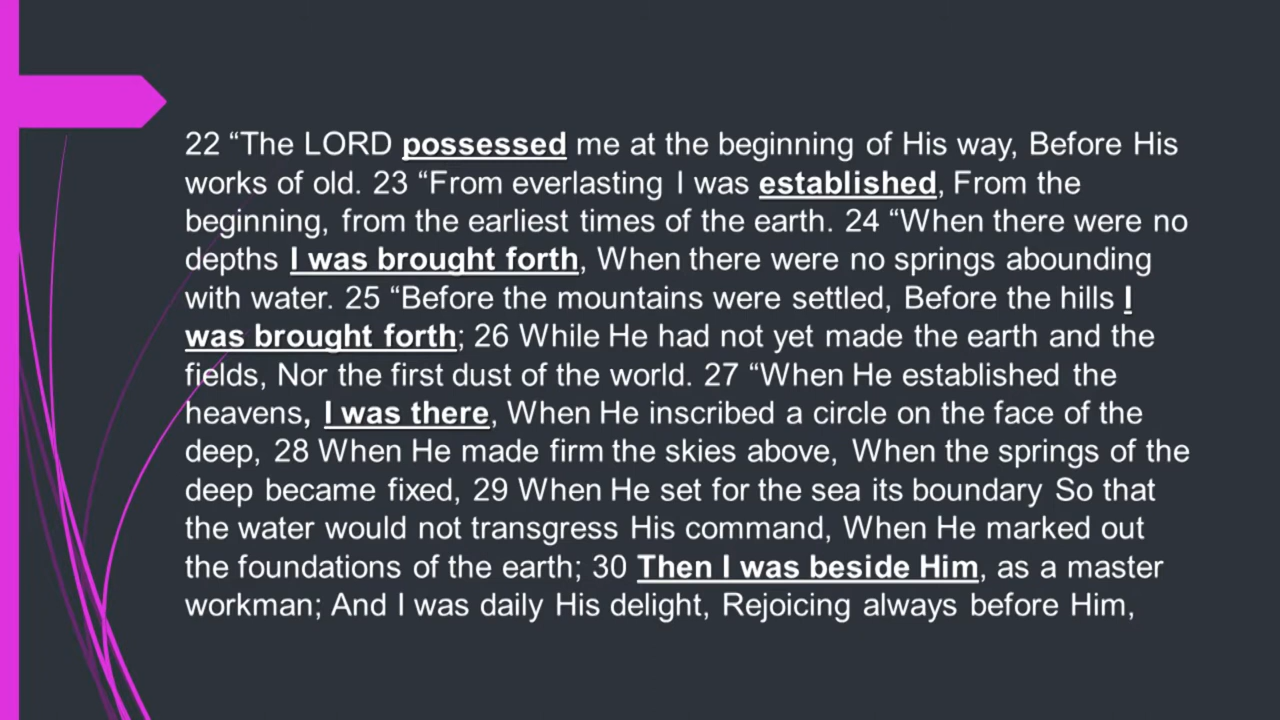 22 “The LORD possessed me at the beginning of His way, Before His
works of old. 23 “From everlasting I was established, From the
beginning, from the earliest times of the earth. 24 “When there were no
depths I was brought forth, When there were no springs abounding
with water. 25 “Before the mountains were settled, Before the hills I
was brought forth; 26 While He had not yet made the earth and the
fields, Nor the first dust of the world. 27 “When He established the
heavens, I was there, When He inscribed a circle on the face of the
deep, 28 When He made firm the skies above, When the springs of the
deep became fixed, 29 When He set for the sea its boundary So that
the water would not transgress His command, When He marked out
the foundations of the earth; 30 Then I was beside Him, as a master
workman; And I was daily His delight, Rejoicing always before Him,